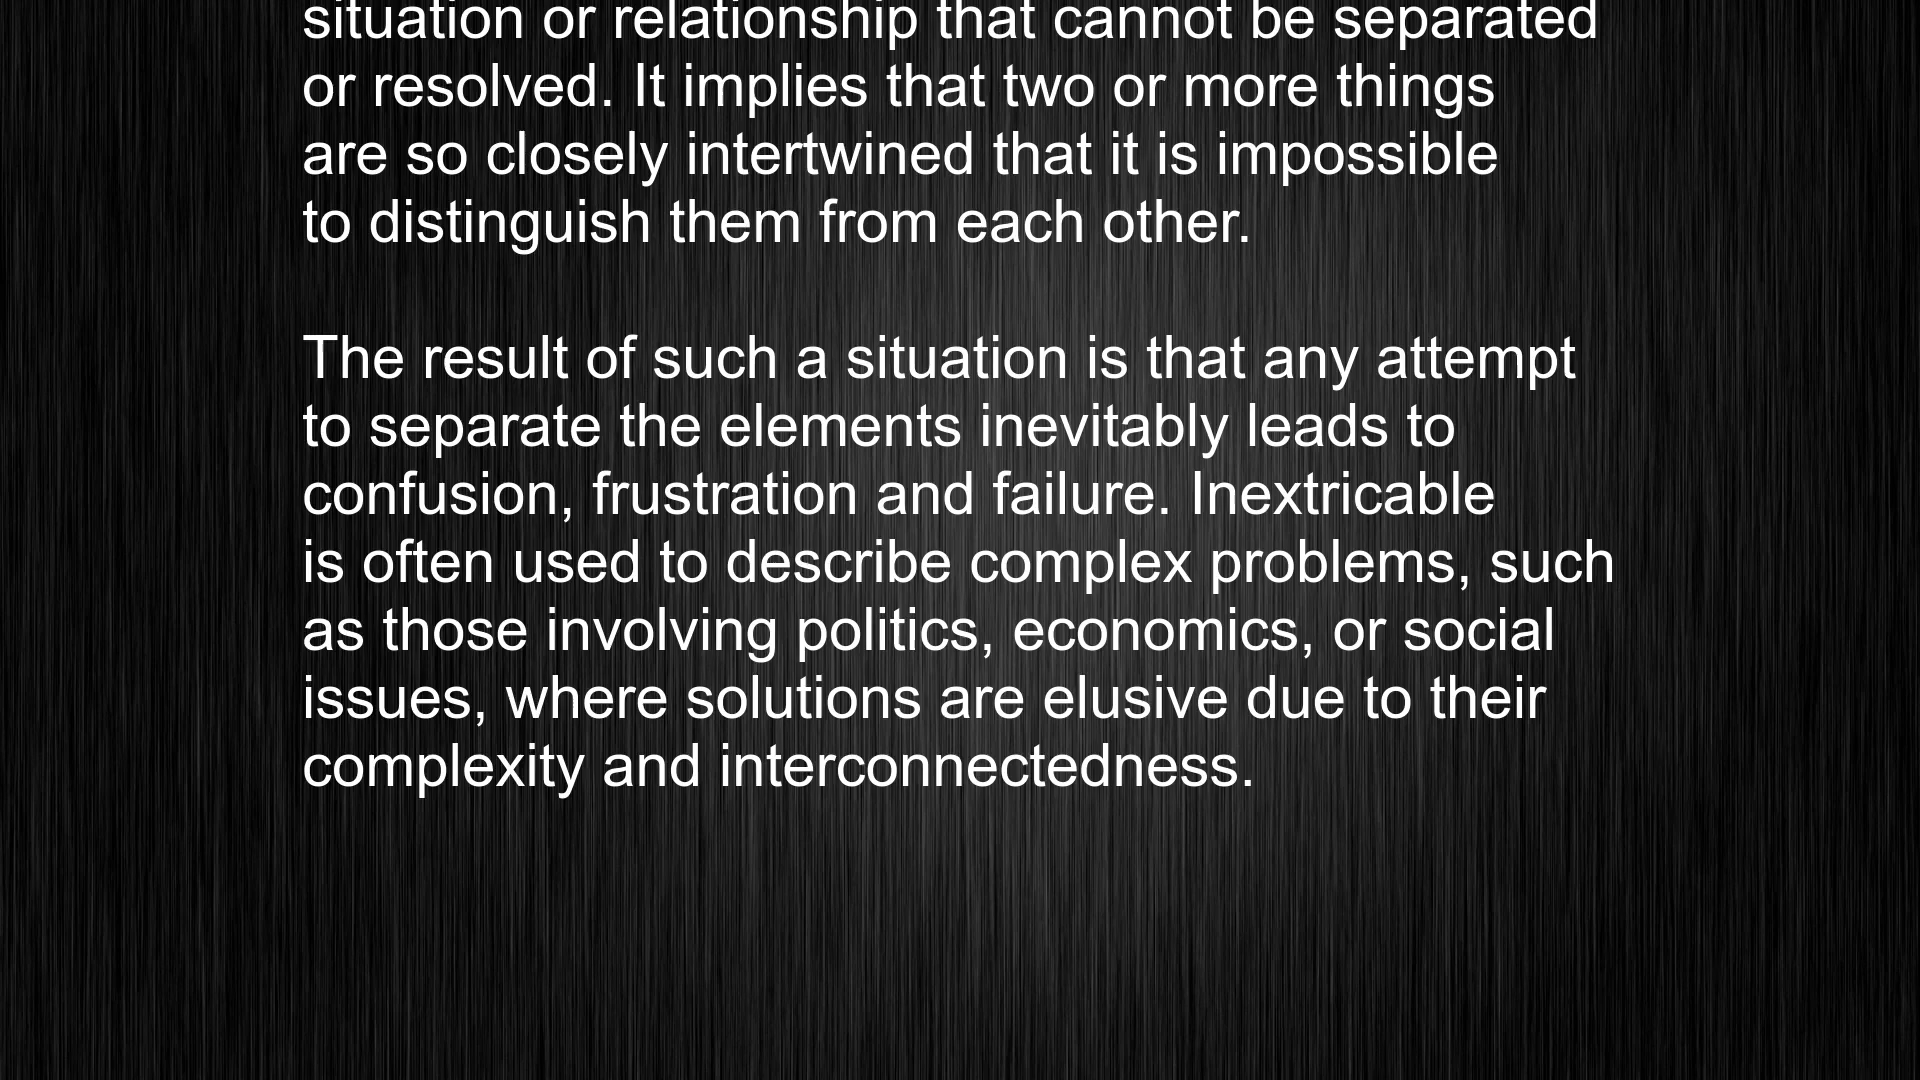 situation or relationship that cannot be separated
or resolved. It implies that two or more things
are so closely intertwined that it is impossible
to distinguish them from each other.
The result of such a situation is that any attempt
to separate the elements inevitably leads to
confusion, frustration and failure. Inextricable
is often used to describe complex problems, such
as those involving politics, economics, or social
issues, where solutions are elusive due to their
complexity and interconnectedness.